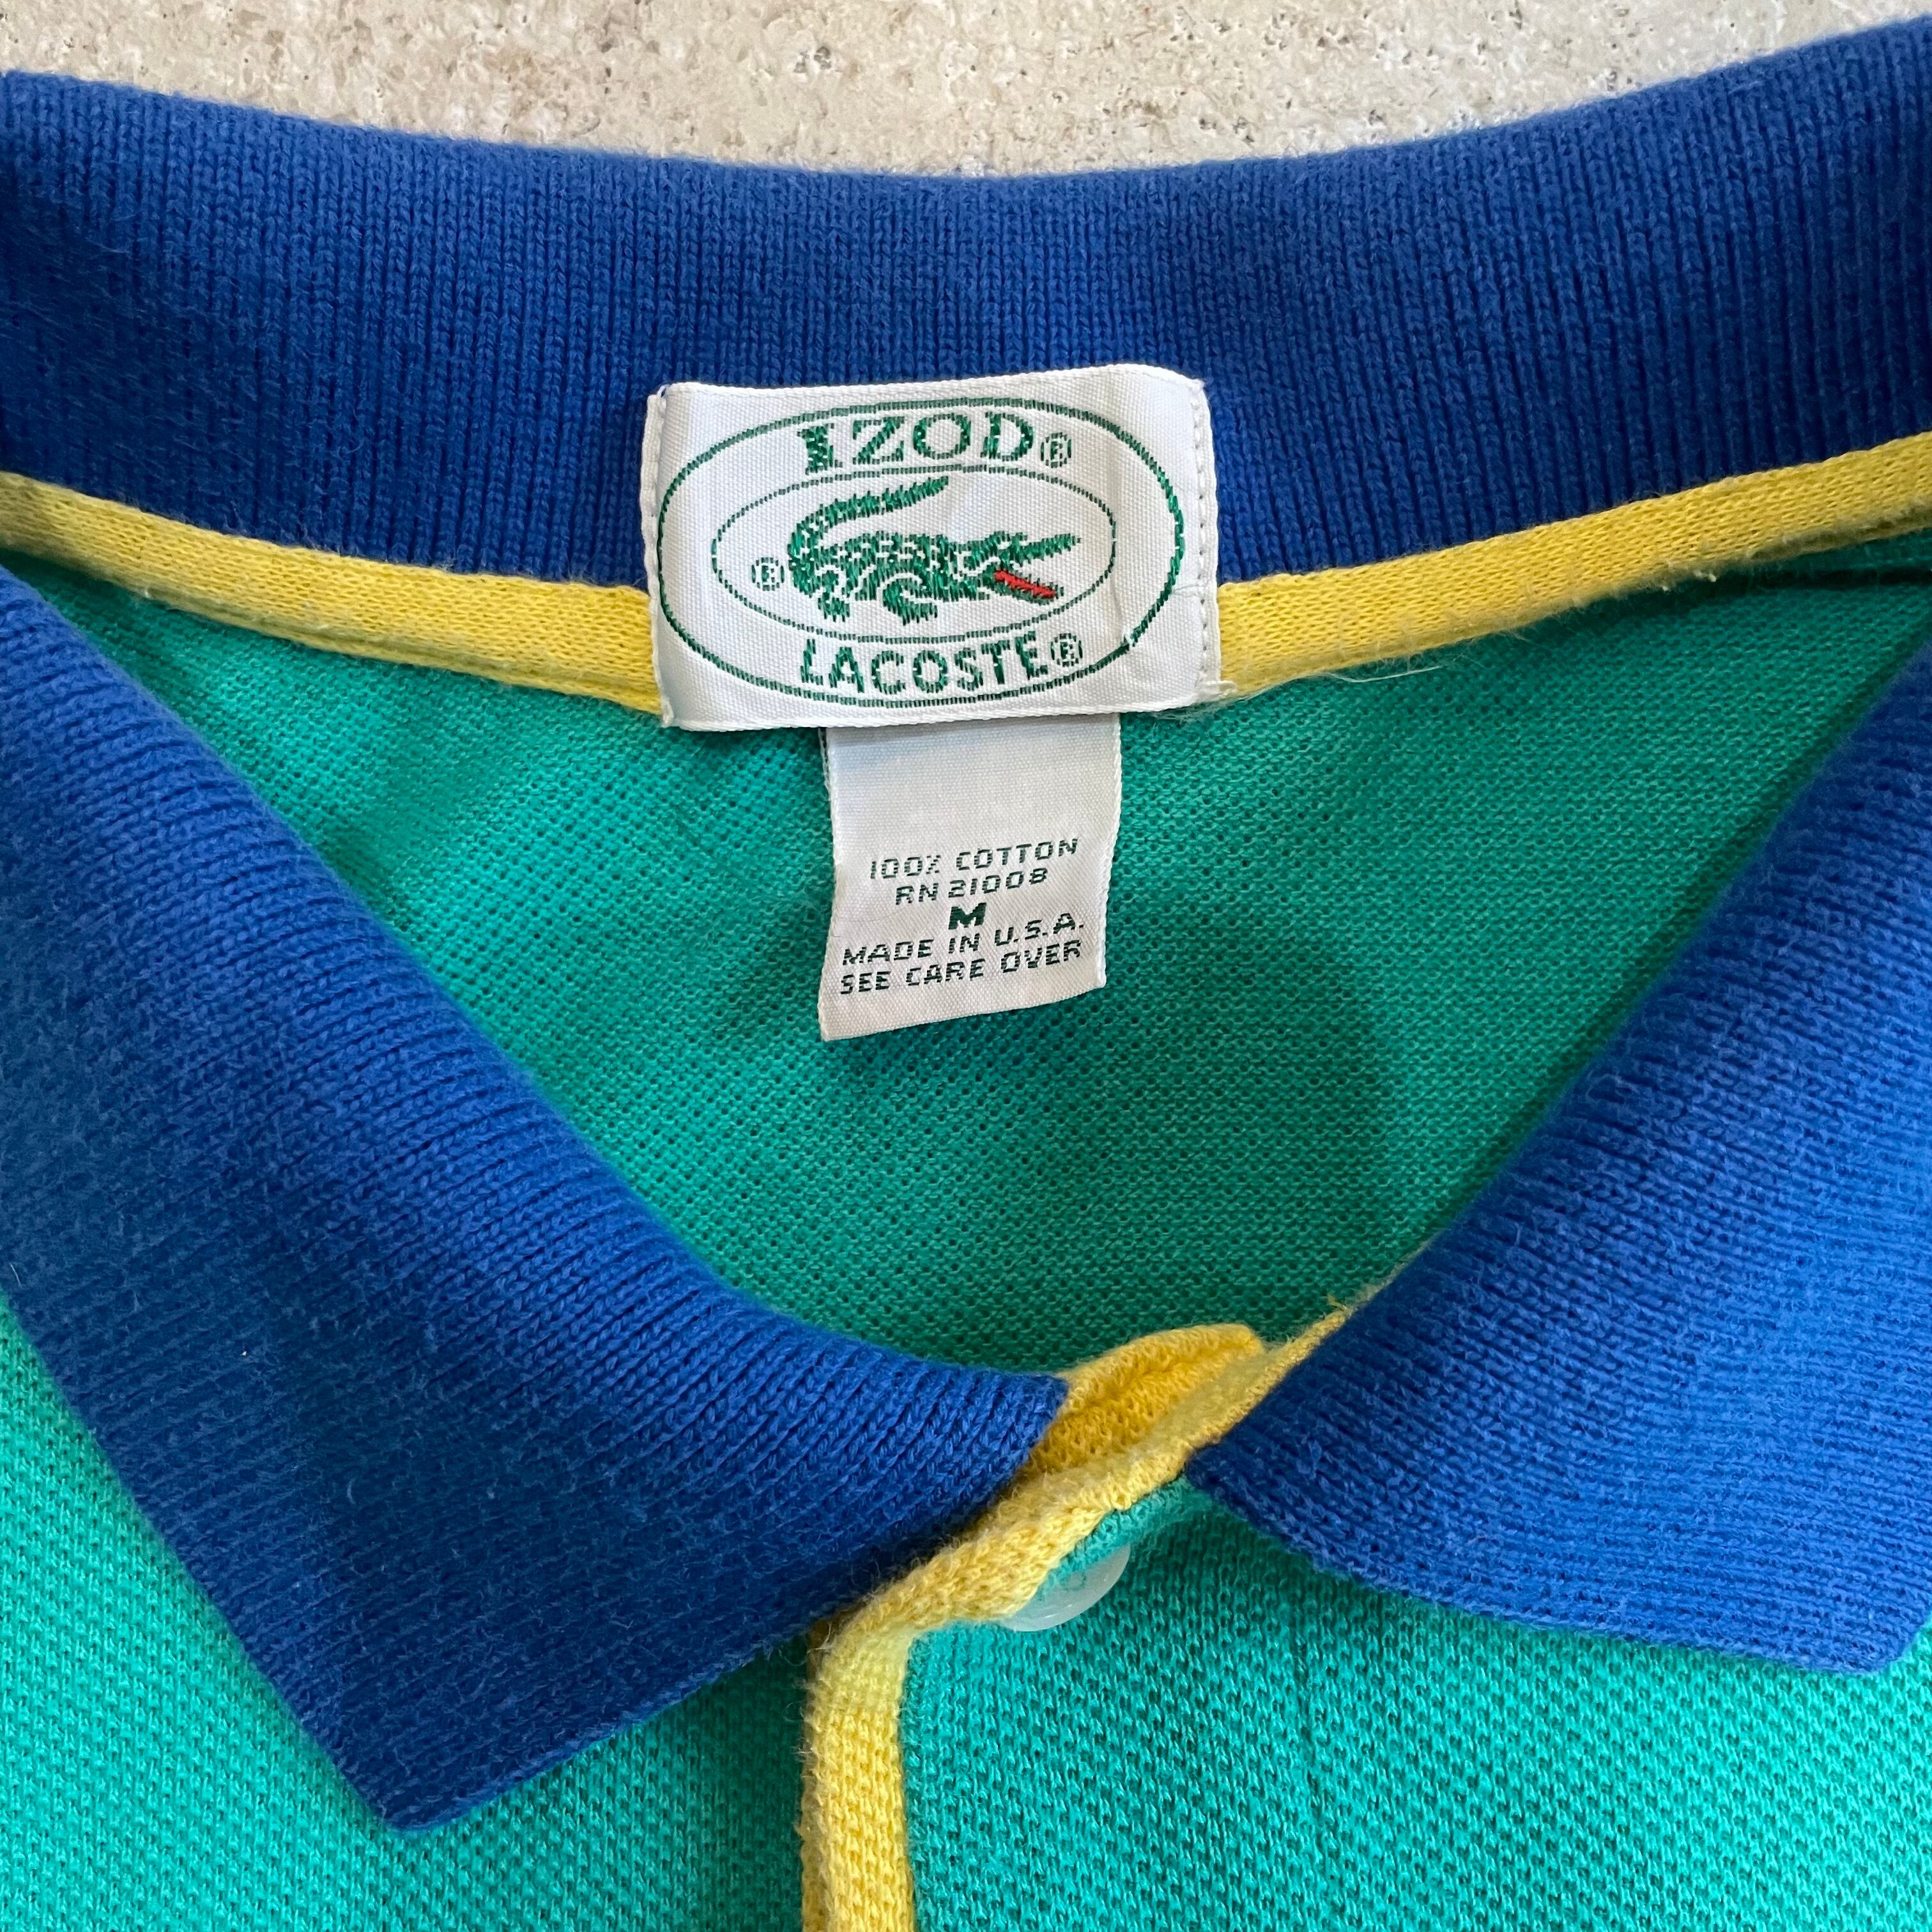 IZOD®
®
LACOSTE®
100% COTTON
RN 21008
M
MADE IN U.S.A.
SEE CARE OVER